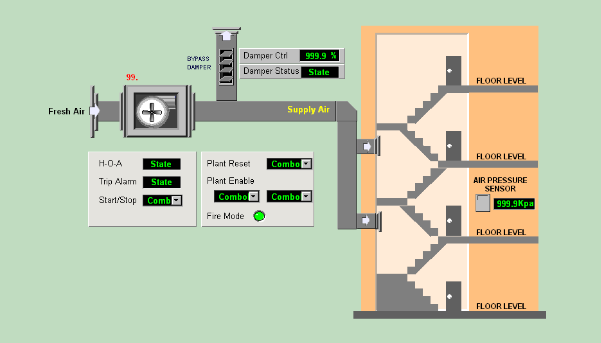 BYPASS
DAMPER
Damper Ctrl 999.9 %
Damper Status State
99.
Fresh Air
Supply Air
H-O-A State
Trip Alarm State
Start/Stop Comb
Plant Reset Combo
Plant Enable
Combo Combo
Fire Mode
FLOOR LEVEL
FLOOR LEVEL
AIR PRESSURE
SENSOR
999.9Kpa
FLOOR LEVEL
FLOOR LEVEL